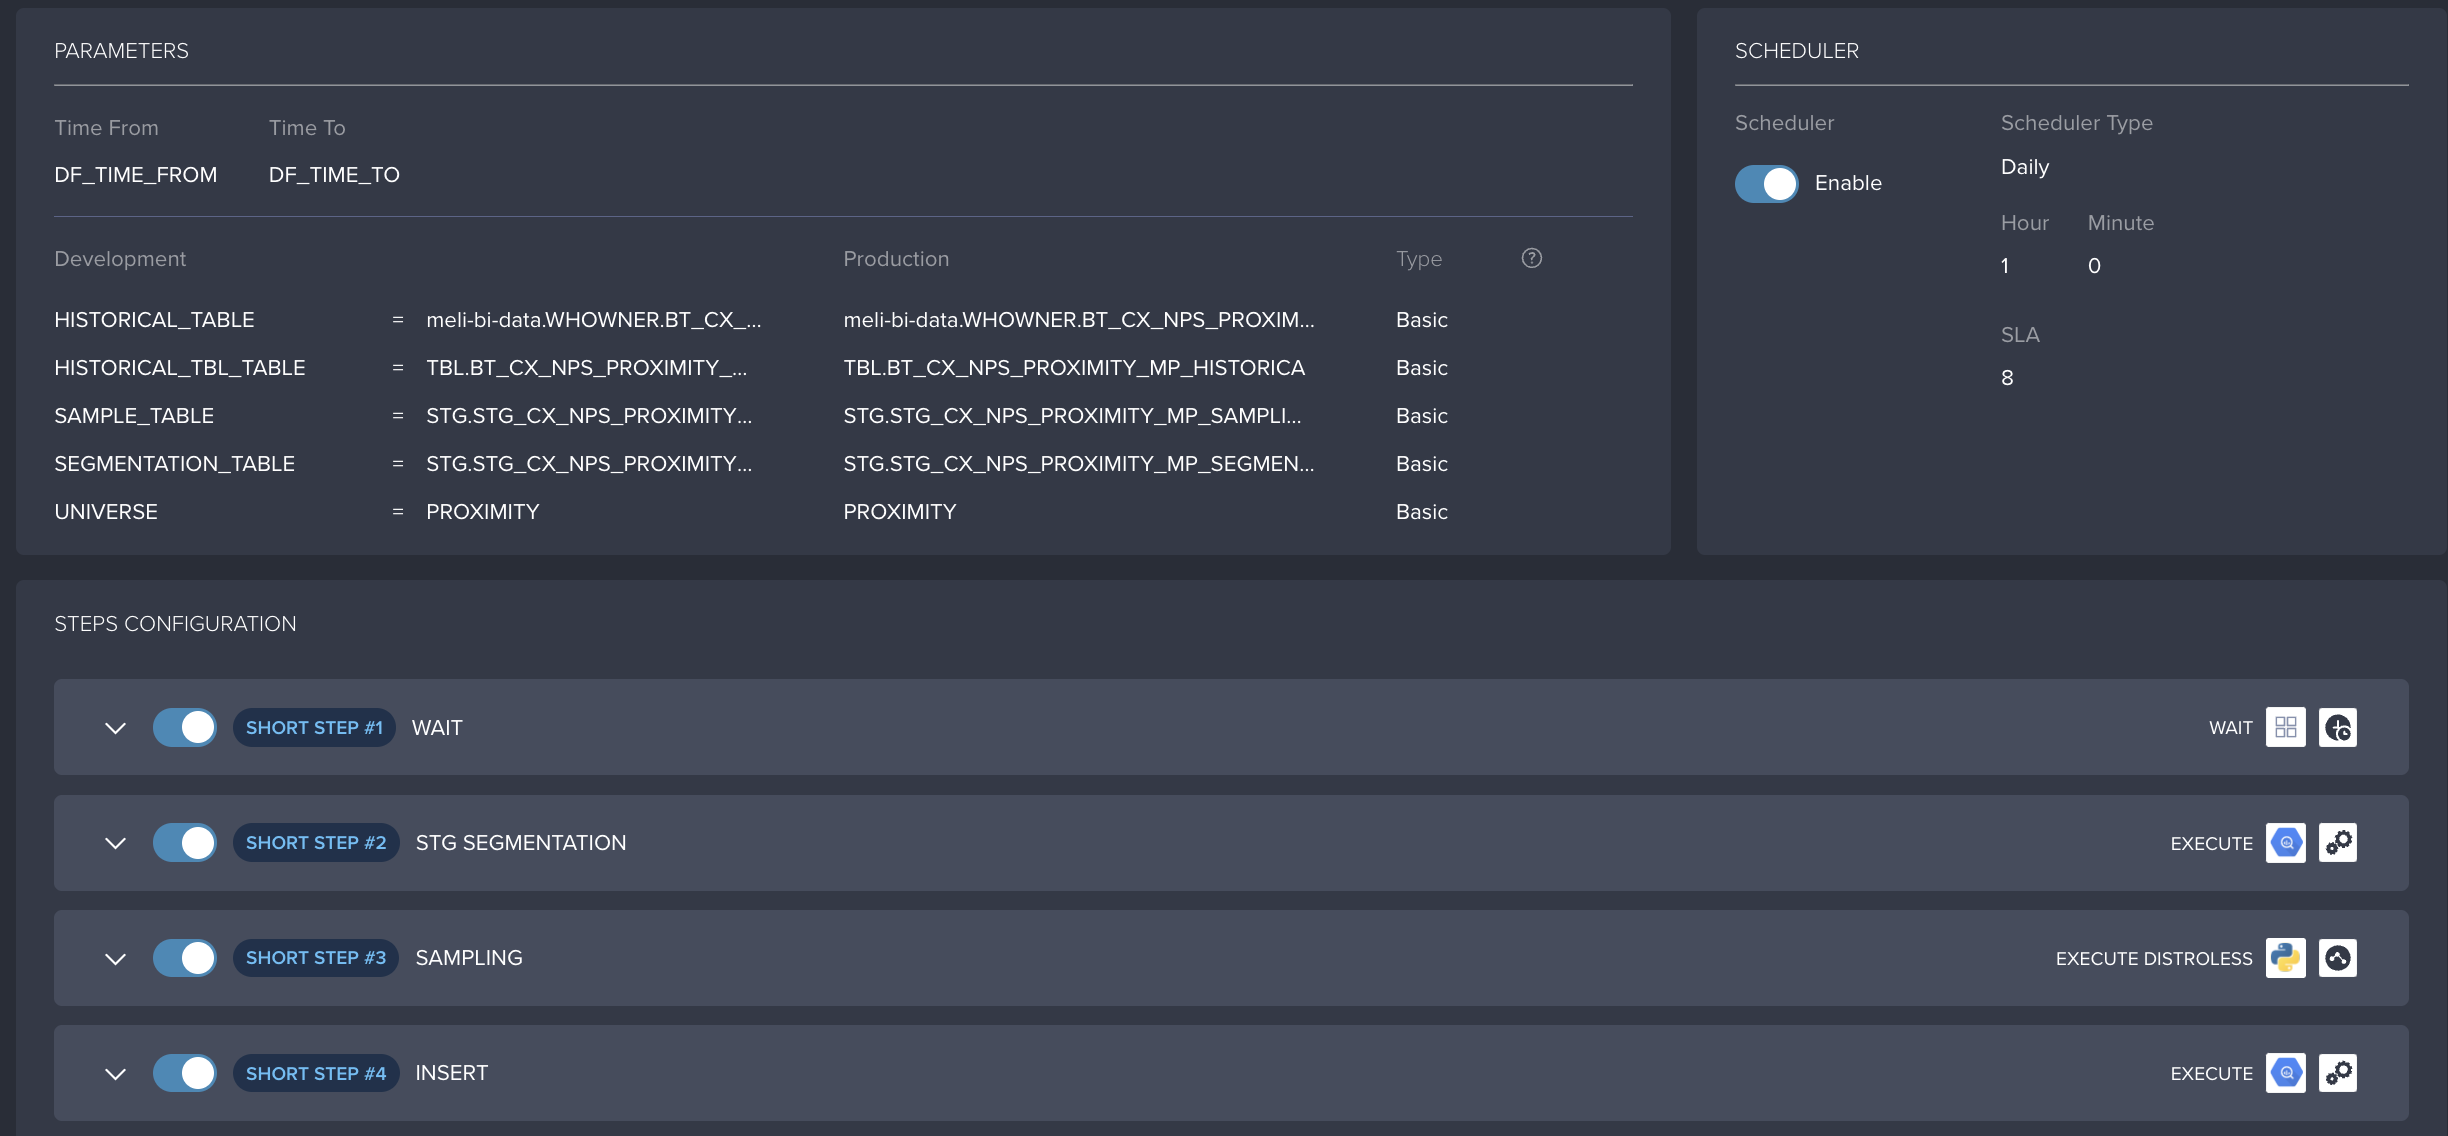 PARAMETERS
Time From Time To
DF_TIME_FROM DF_TIME_TO
Development Production Type ?
HISTORICAL_TABLE = meli-bi-data.WHOWNER.BT_CX_... meli-bi-data.WHOWNER.BT_CX_NPS_PROXIM... Basic
HISTORICAL_TBL_TABLE = TBL.BT_CX_NPS_PROXIMITY_... TBL.BT_CX_NPS_PROXIMITY_MP_HISTORICA Basic
SAMPLE_TABLE = STG.STG_CX_NPS_PROXIMITY... STG.STG_CX_NPS_PROXIMITY_MP_SAMPLI... Basic
SEGMENTATION_TABLE = STG.STG_CX_NPS_PROXIMITY... STG.STG_CX_NPS_PROXIMITY_MP_SEGMEN... Basic
UNIVERSE = PROXIMITY PROXIMITY Basic
SCHEDULER
Scheduler Scheduler Type
Enable Daily
Hour Minute
1 0
SLA
8
STEPS CONFIGURATION
SHORT STEP #1 WAIT WAIT
SHORT STEP #2 STG SEGMENTATION EXECUTE
SHORT STEP #3 SAMPLING EXECUTE DISTROLESS
SHORT STEP #4 INSERT EXECUTE